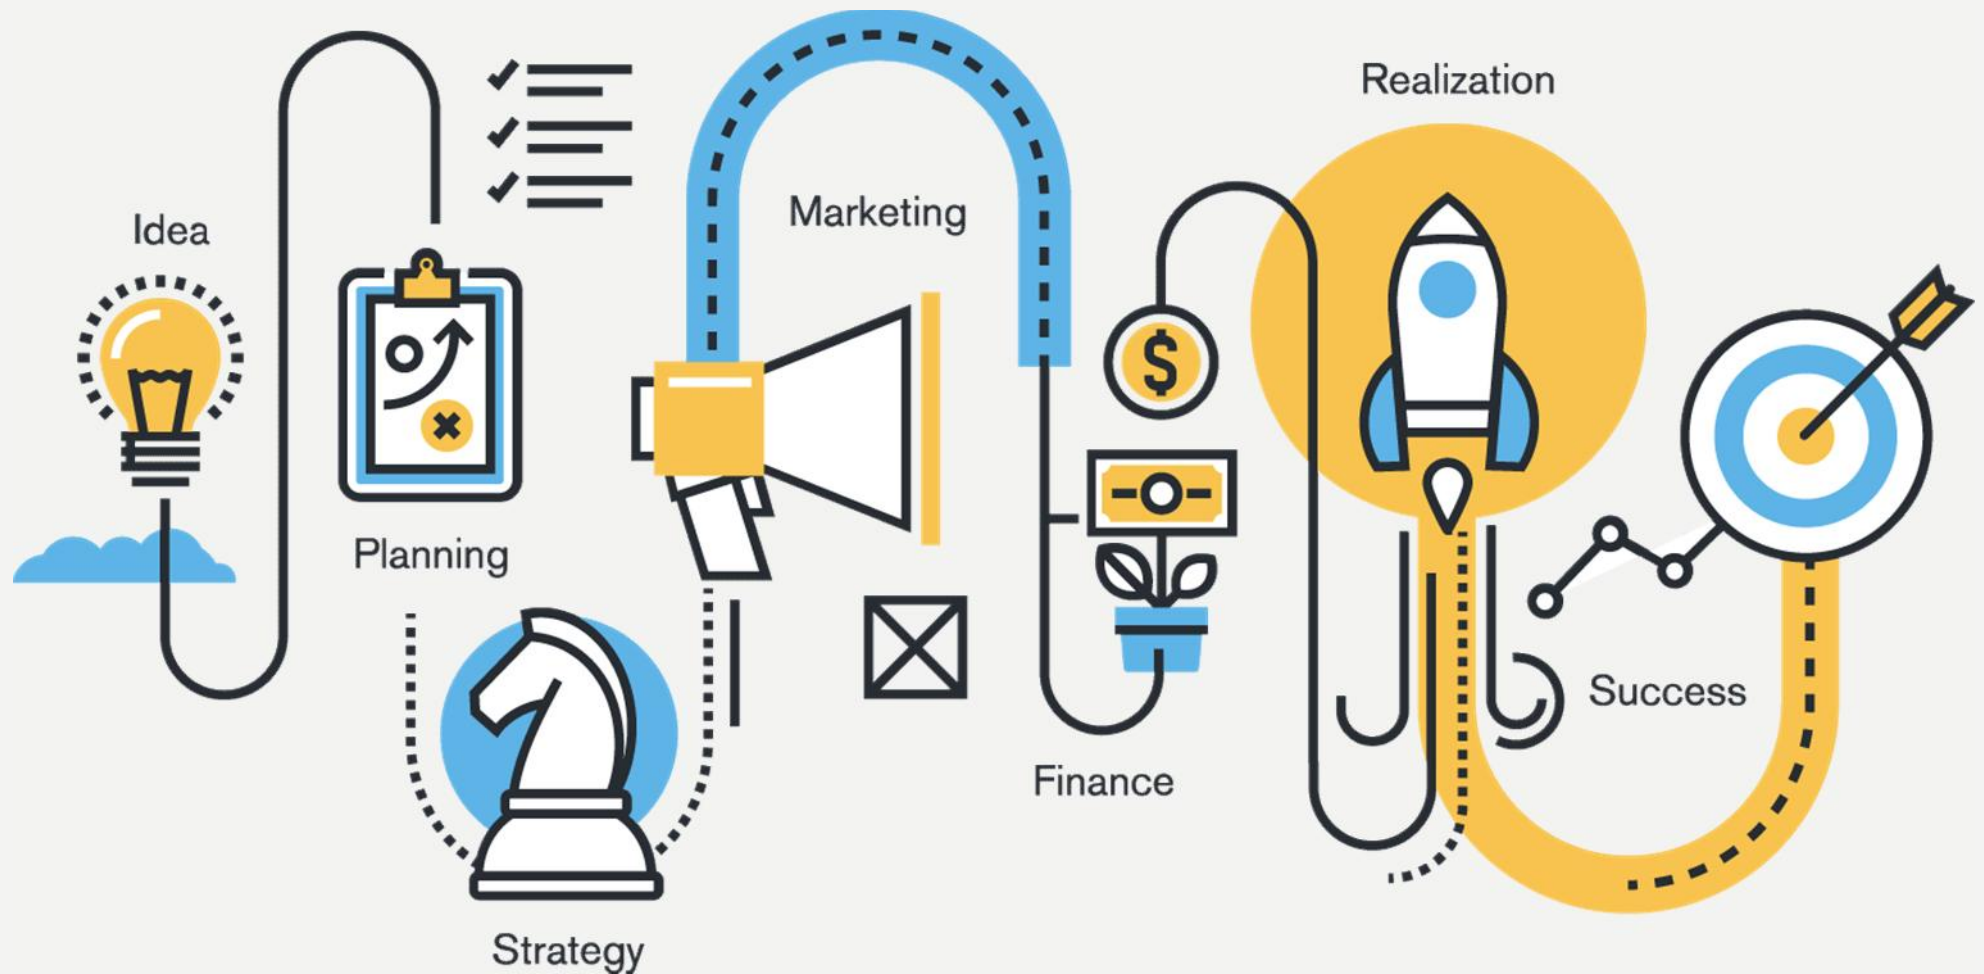 Idea
Planning
Strategy
Marketing
$
Finance
Realization
Success